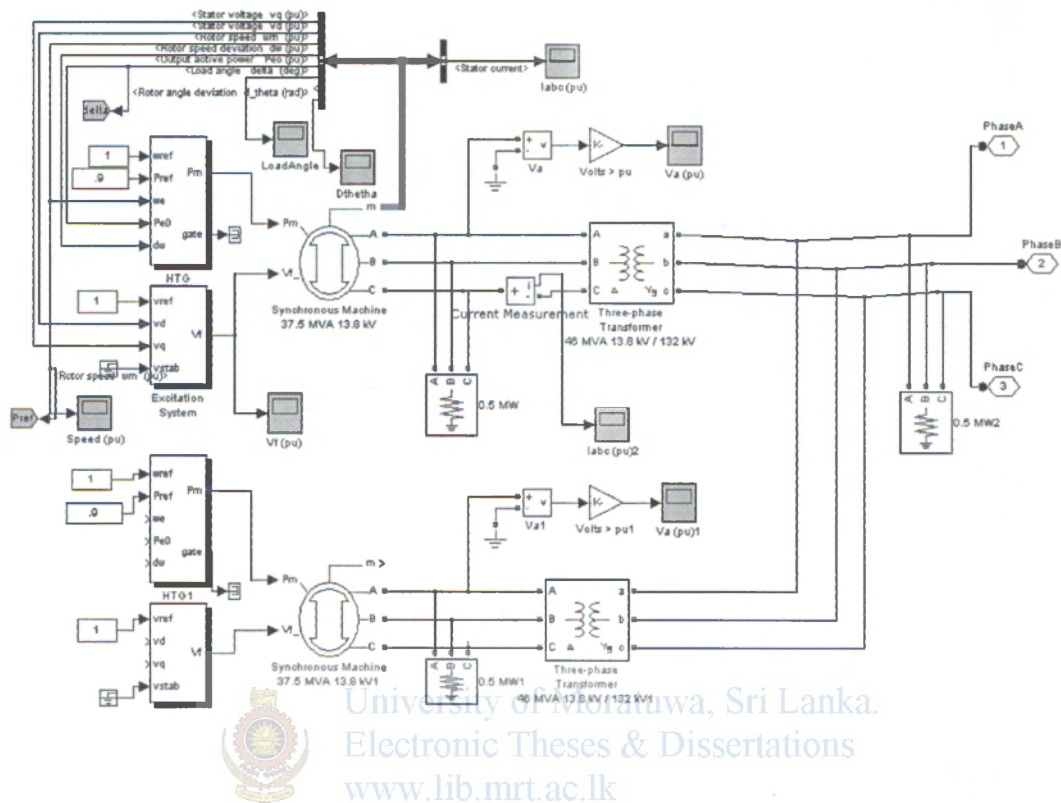 <Stator voltage vq (pu)>
<Stator voltage vd (pu)>
<Rotor speed wm (pu)>
<Rotor speed deviation dw (pu)>
<Output active power Peo (pu)>
<Load angle delta (deg)>
<Rotor angle deviation d_theta (rad)>
<Stator current>
Iabc (pu)
delta
LoadAngle
Dthetha
1
.9
wref
Pref
we
Pe0
dw
Pm
gate
HTG
m
Pm
Vf_
A
B
C
Synchronous Machine
37.5 MVA 13.8 kV
+
-
v
Va
K-
Volts > pu
Va (pu)
A
B
C
a
b
c
Δ
Yg
Three-phase
Transformer
46 MVA 13.8 kV / 132 kV
+
-
i
Current Measurement
PhaseA
1
PhaseB
2
PhaseC
3
1
vref
vd
vq
vstab
Vf
Excitation
System
Rotor speed wm (pu)>
Pref
Speed (pu)
Vf (pu)
A
B
C
0.5 MW
Iabc (pu)2
A
B
C
0.5 MW2
1
.9
wref
Pref
we
Pe0
dw
Pm
gate
HTG1
m >
Pm
Vf_
A
B
C
Synchronous Machine
37.5 MVA 13.8 kV1
+
-
v
Va1
K-
Volts > pu1
Va (pu)1
A
B
C
a
b
c
Δ
Yg
Three-phase
Transformer
46 MVA 13.8 kV / 132 kV1
1
vref
vd
vq
vstab
Vf
A
B
C
0.5 MW1
University of Moratuwa, Sri Lanka.
Electronic Theses & Dissertations
www.lib.mrt.ac.lk